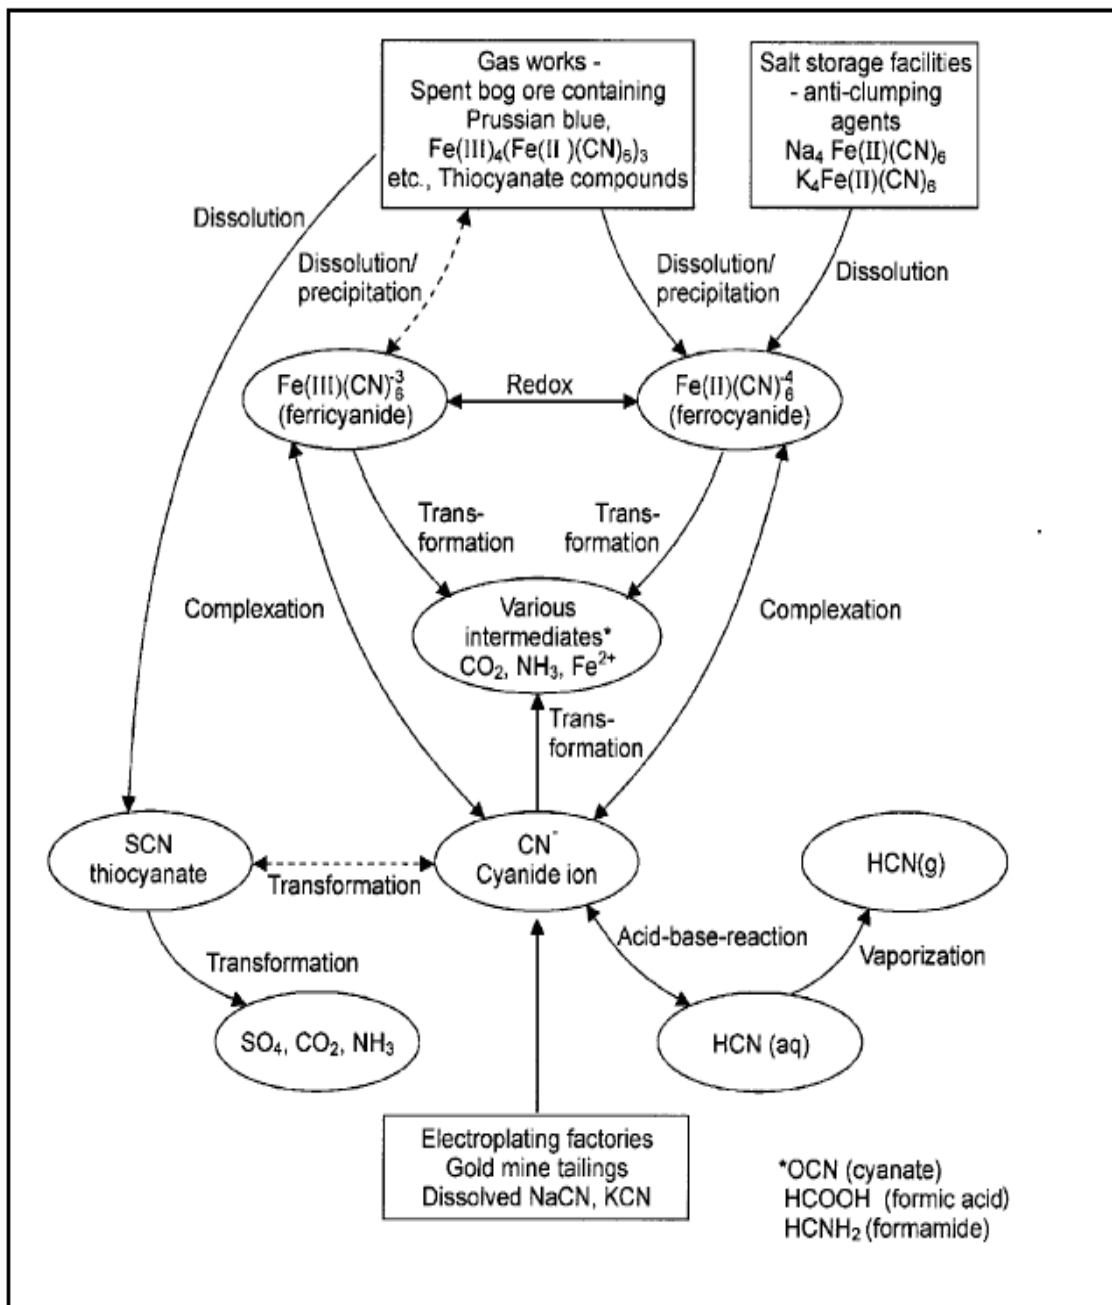 Gas works -
Spent bog ore containing
Prussian blue,
Fe(III)₄(Fe(II )(CN)₆)₃
etc., Thiocyanate compounds
Salt storage facilities
- anti-clumping
agents
Na₄ Fe(II)(CN)₆
K₄Fe(II)(CN)₆
Dissolution
Dissolution/
precipitation
Dissolution/
precipitation
Dissolution
Fe(III)(CN)₆⁻³
(ferricyanide)
Redox
Fe(II)(CN)₆⁻⁴
(ferrocyanide)
Trans-
formation
Trans-
formation
Complexation
Various
intermediates*
CO₂, NH₃, Fe²⁺
Complexation
Trans-
formation
SCN
thiocyanate
Transformation
CN⁻
Cyanide ion
HCN(g)
Acid-base-reaction
Vaporization
Transformation
SO₄, CO₂, NH₃
HCN (aq)
Electroplating factories
Gold mine tailings
Dissolved NaCN, KCN
*OCN (cyanate)
HCOOH (formic acid)
HCNH₂ (formamide)